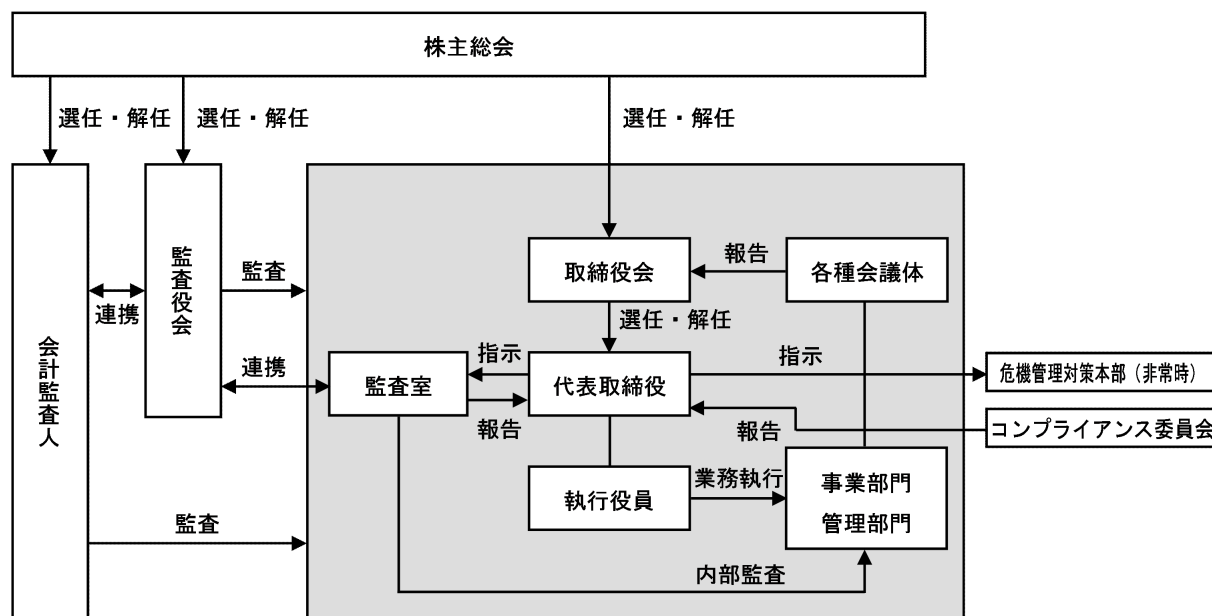 株主総会
選任・解任
選任・解任
選任・解任
会計監査人
監査役会
連携
監査
連携
監査
取締役会
報告
各種会議体
選任・解任
監査室
指示
報告
代表取締役
指示
危機管理対策本部（非常時）
報告
コンプライアンス委員会
執行役員
業務執行
事業部門
管理部門
内部監査